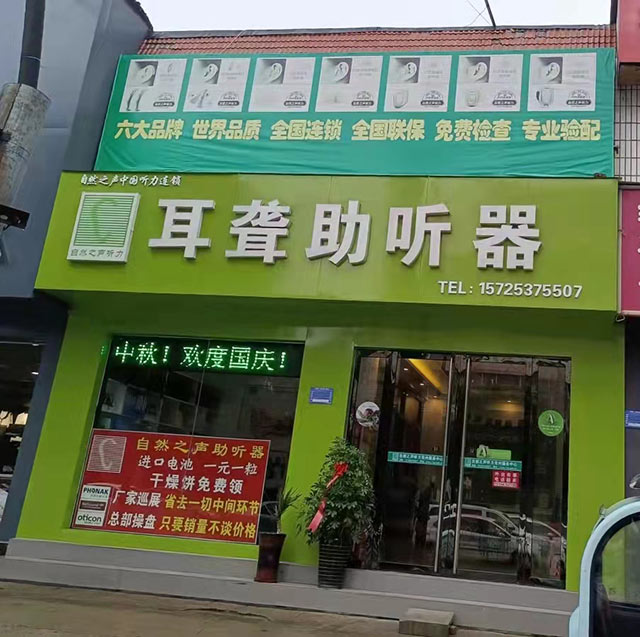 六大品牌 世界品质 全国连锁 全国联保 免费检查 专业验配
自然之声中国听力连锁
自然之声听力
耳聋助听器
TEL: 15725375507
中秋！欢度国庆！
自然之声助听器
进口电池 一元一粒
干燥饼免费领
PHONAK
厂家巡展 省去一切中间环节
oticon
总部操盘 只要销量不谈价格